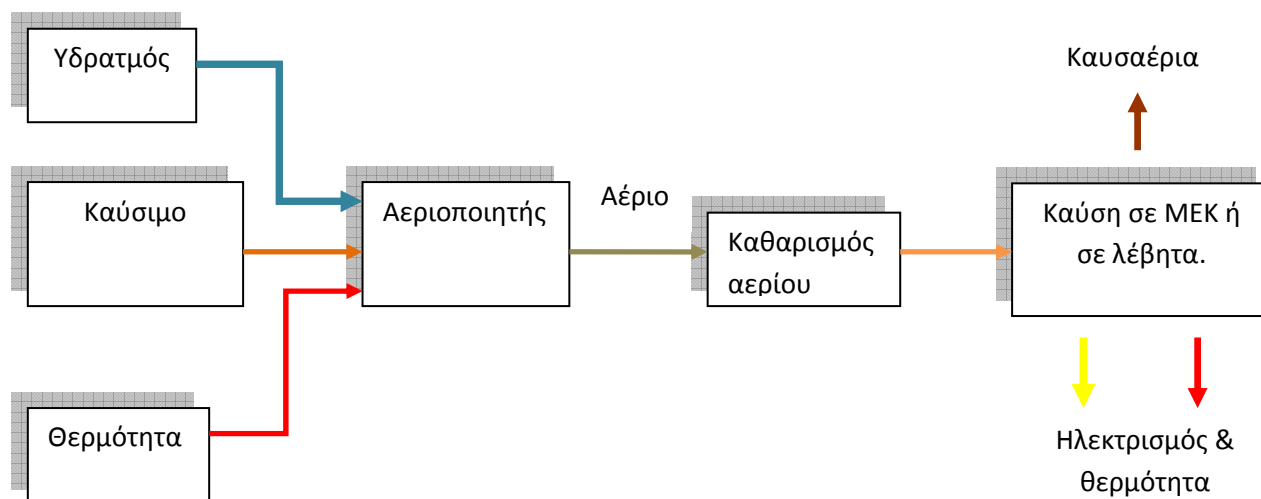 Υδρατμός
Καύσιμο
Θερμότητα
Αεριοποιητής
Αέριο
Καθαρισμός
αερίου
Καυσαέρια
Καύση σε ΜΕΚ ή
σε λέβητα.
Ηλεκτρισμός &
θερμότητα